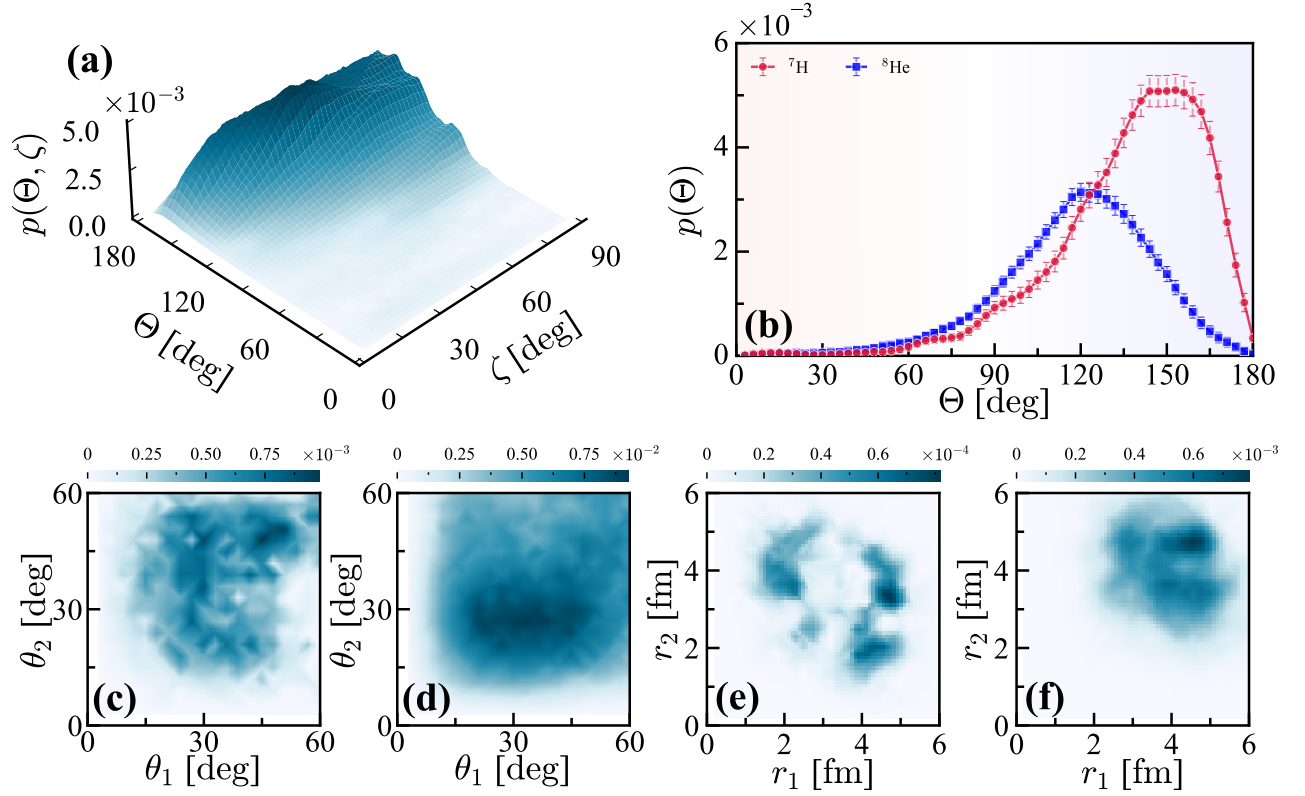 (a)
×10⁻³
5.0
2.5
0.0
p(Θ, ζ)
180
120
60
0
Θ [deg]
0
30
60
90
ζ [deg]
×10⁻³
⁷H
⁸He
6
4
2
0
p(Θ)
(b)
0 30 60 90 120 150 180
Θ [deg]
0 0.25 0.50 0.75 ×10⁻³
60
30
0
θ₂ [deg]
(c)
0 30 60
θ₁ [deg]
0 0.25 0.50 0.75 ×10⁻²
60
30
0
θ₂ [deg]
(d)
0 30 60
θ₁ [deg]
0 0.2 0.4 0.6 ×10⁻⁴
6
4
2
0
r₂ [fm]
(e)
0 2 4 6
r₁ [fm]
0 0.2 0.4 0.6 ×10⁻³
6
4
2
0
r₂ [fm]
(f)
0 2 4 6
r₁ [fm]